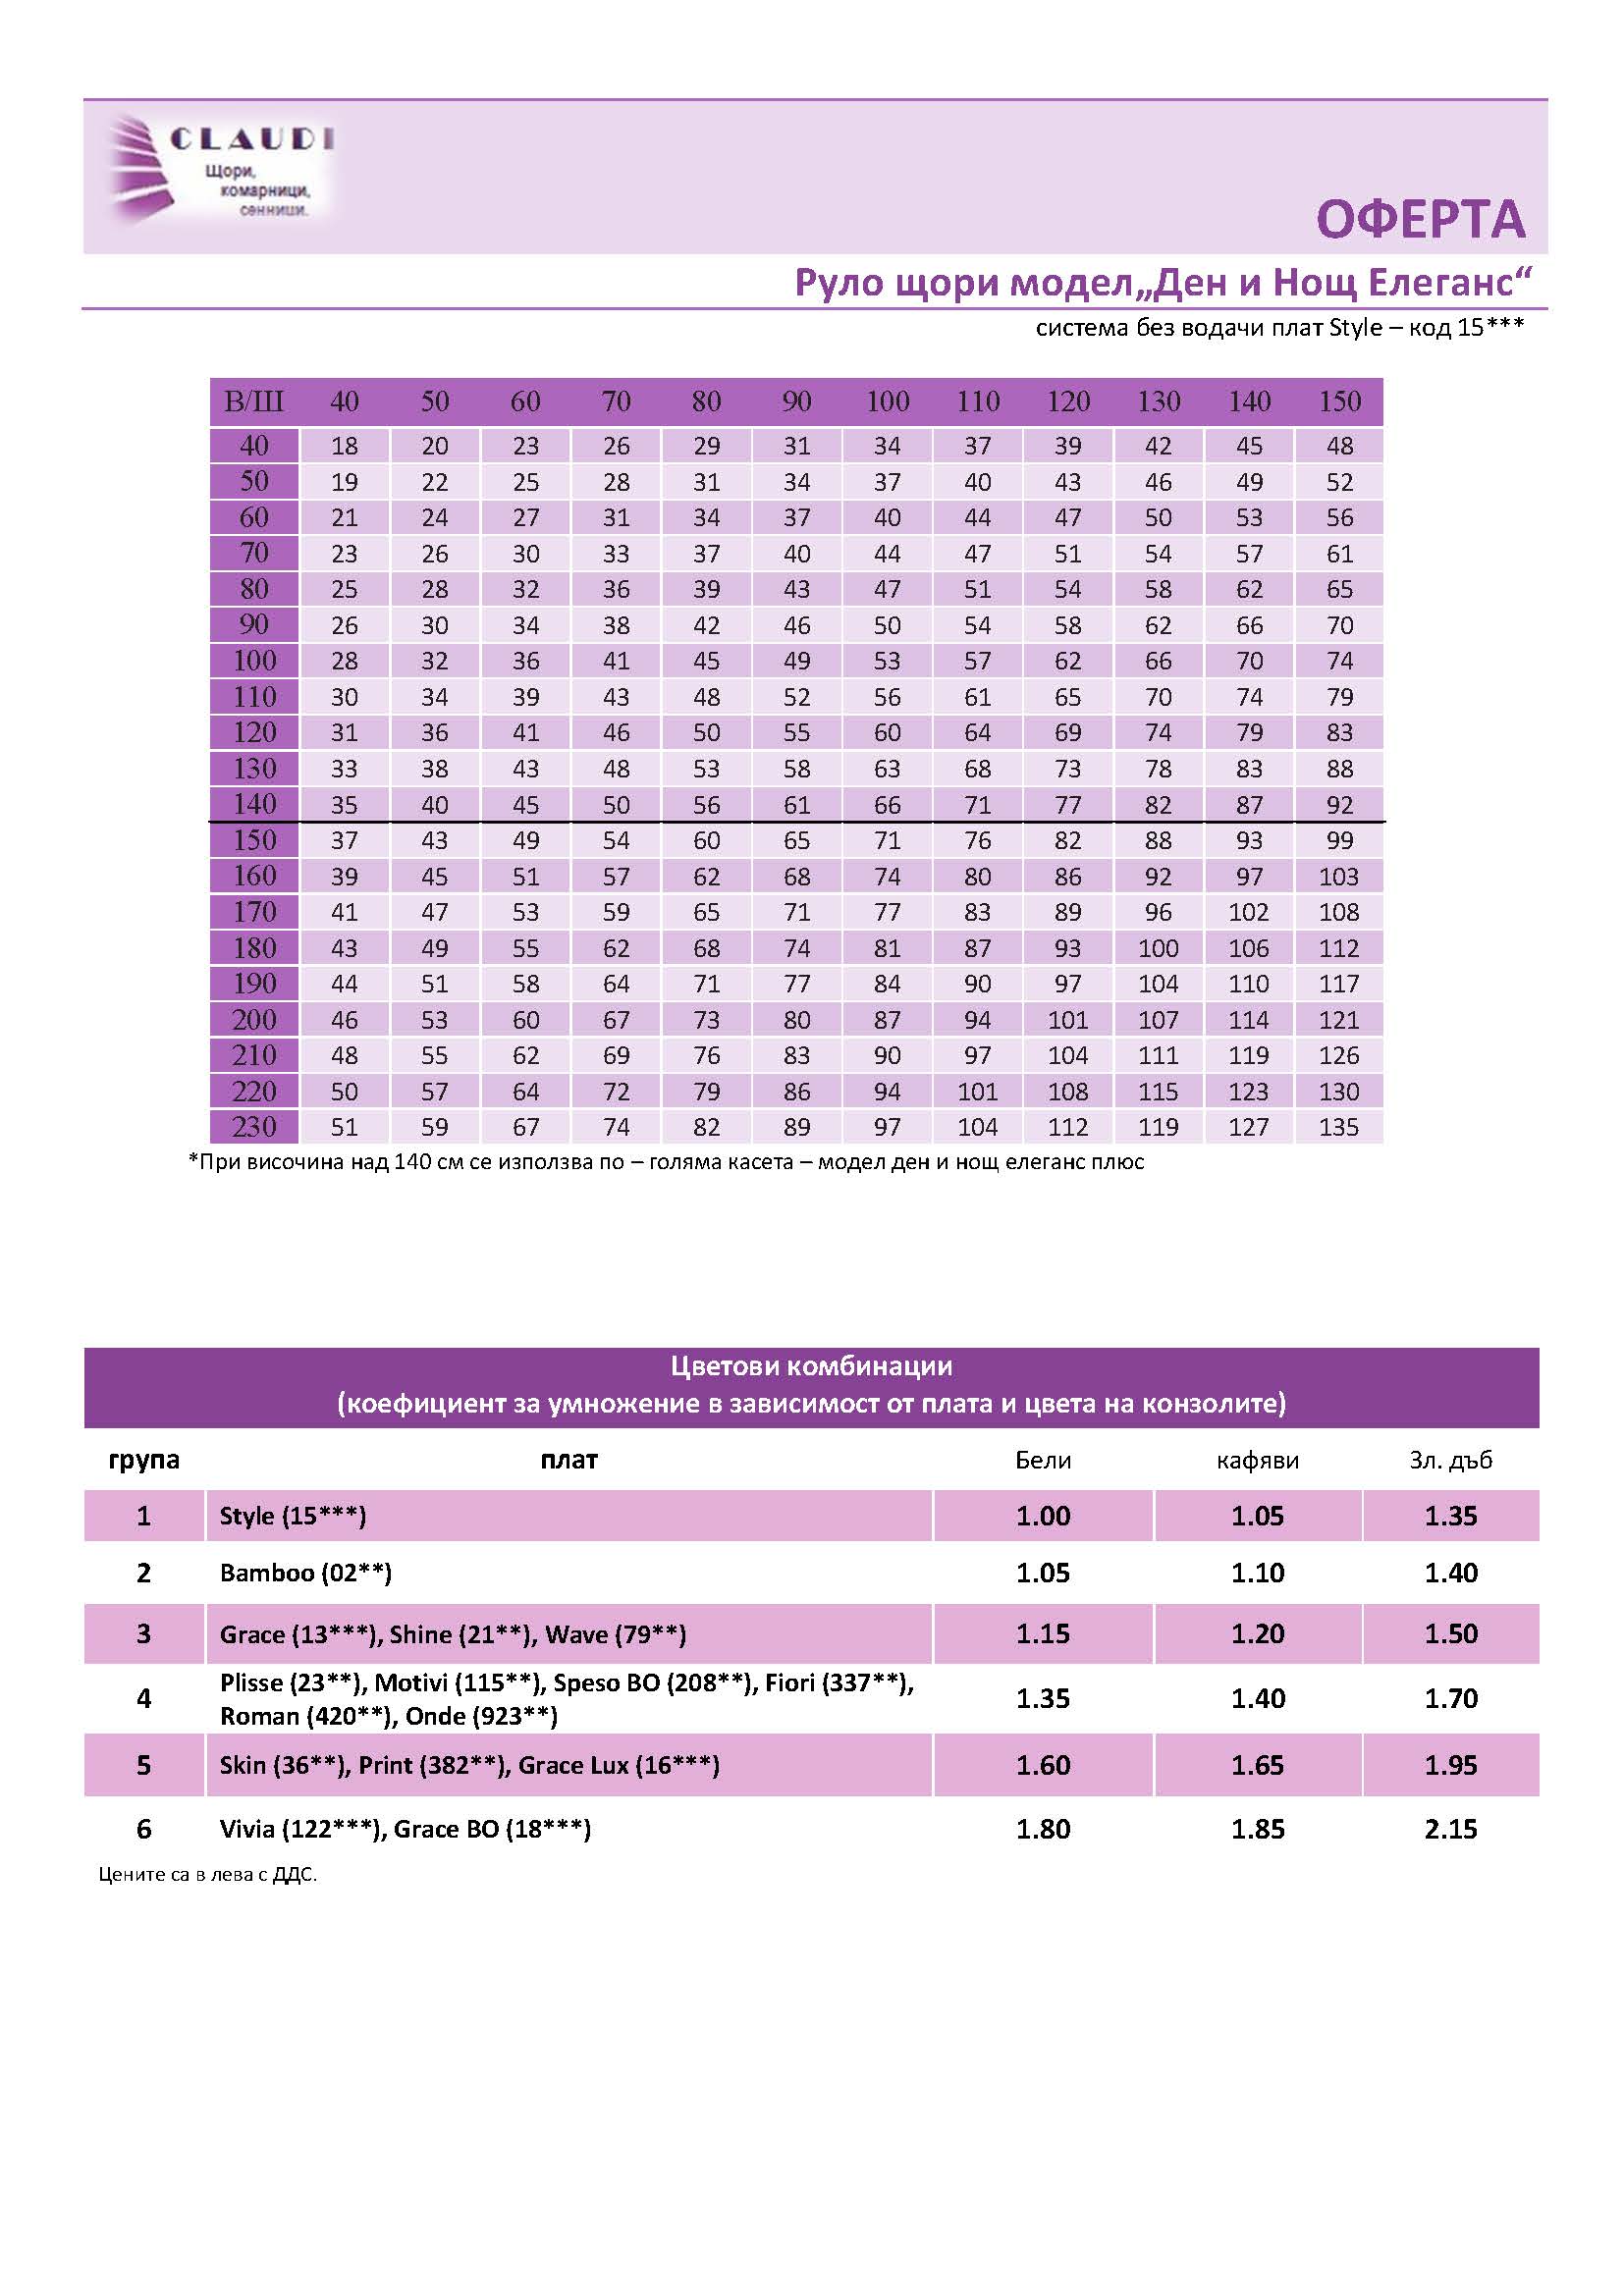 CLAUDI
Щори,
комарници,
сенници.
ОФЕРТА
Руло щори модел„Ден и Нощ Елеганс“
система без водачи плат Style – код 15***
В/Ш 40 50 60 70 80 90 100 110 120 130 140 150
40 18 20 23 26 29 31 34 37 39 42 45 48
50 19 22 25 28 31 34 37 40 43 46 49 52
60 21 24 27 31 34 37 40 44 47 50 53 56
70 23 26 30 33 37 40 44 47 51 54 57 61
80 25 28 32 36 39 43 47 51 54 58 62 65
90 26 30 34 38 42 46 50 54 58 62 66 70
100 28 32 36 41 45 49 53 57 62 66 70 74
110 30 34 39 43 48 52 56 61 65 70 74 79
120 31 36 41 46 50 55 60 64 69 74 79 83
130 33 38 43 48 53 58 63 68 73 78 83 88
140 35 40 45 50 56 61 66 71 77 82 87 92
150 37 43 49 54 60 65 71 76 82 88 93 99
160 39 45 51 57 62 68 74 80 86 92 97 103
170 41 47 53 59 65 71 77 83 89 96 102 108
180 43 49 55 62 68 74 81 87 93 100 106 112
190 44 51 58 64 71 77 84 90 97 104 110 117
200 46 53 60 67 73 80 87 94 101 107 114 121
210 48 55 62 69 76 83 90 97 104 111 119 126
220 50 57 64 72 79 86 94 101 108 115 123 130
230 51 59 67 74 82 89 97 104 112 119 127 135
*При височина над 140 см се използва по – голяма касета – модел ден и нощ елеганс плюс
Цветови комбинации
(коефициент за умножение в зависимост от плата и цвета на конзолите)
група плат Бели кафяви Зл. дъб
1 Style (15***) 1.00 1.05 1.35
2 Bamboo (02**) 1.05 1.10 1.40
3 Grace (13***), Shine (21**), Wave (79**) 1.15 1.20 1.50
4 Plisse (23**), Motivi (115**), Speso BO (208**), Fiori (337**),
Roman (420**), Onde (923**) 1.35 1.40 1.70
5 Skin (36**), Print (382**), Grace Lux (16***) 1.60 1.65 1.95
6 Vivia (122***), Grace BO (18***) 1.80 1.85 2.15
Цените са в лева с ДДС.